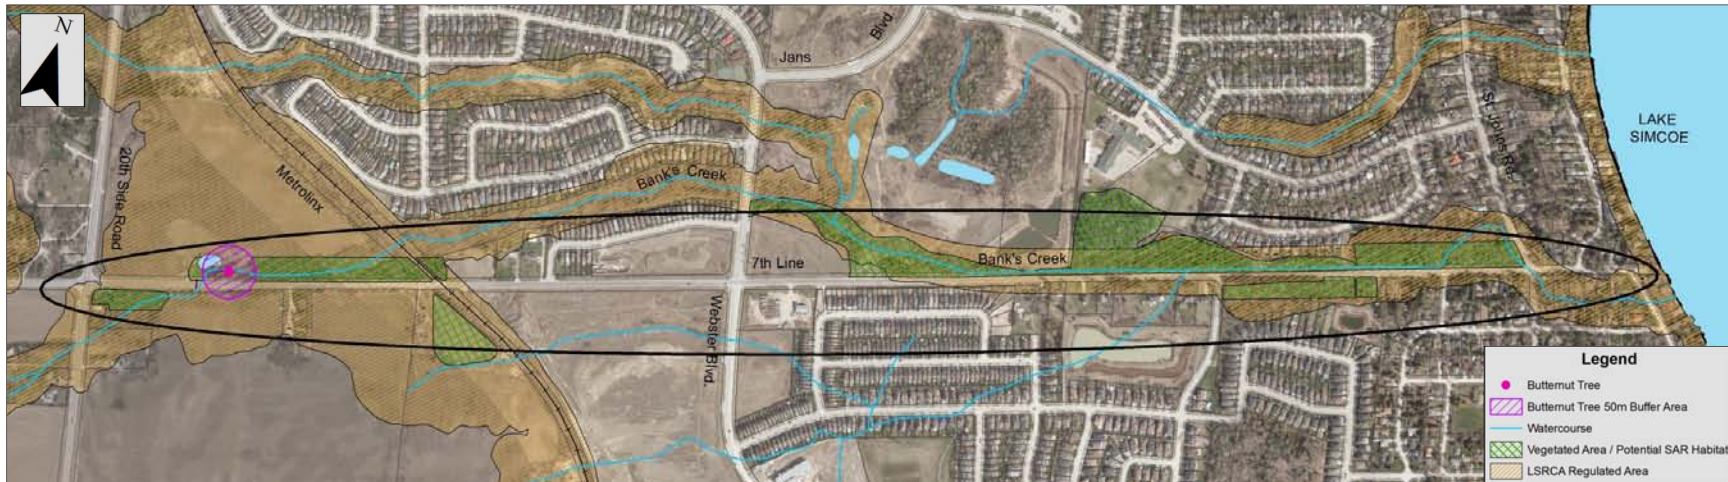 N
Jans
Blvd.
St. Johns Rd.
LAKE
SIMCOE
20th Side Road
Metrolinx
Bank's Creek
7th Line
Bank's Creek
Webster Blvd.
Legend
Butternut Tree
Butternut Tree 50m Buffer Area
Watercourse
Vegetated Area / Potential SAR Habitat
LSRCA Regulated Area